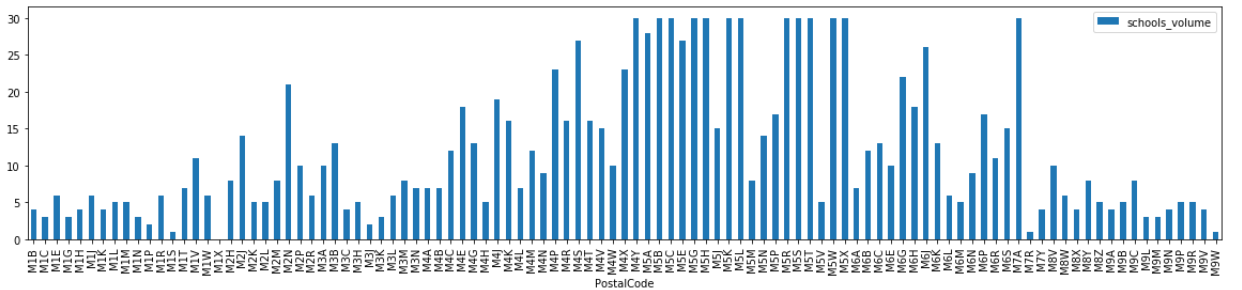 30
schools_volume
25
20
15
10
5
0
M1B
M1C
M1E
M1G
M1H
M1J
M1K
M1L
M1M
M1N
M1P
M1R
M1S
M1T
M1V
M1W
M1X
M2H
M2J
M2K
M2L
M2M
M2N
M2P
M2R
M3A
M3B
M3C
M3H
M3J
M3K
M3L
M3M
M3N
M4A
M4B
M4C
M4E
M4G
M4H
M4J
M4K
M4L
M4M
M4N
M4P
M4R
M4S
M4T
M4V
M4W
M4X
M4Y
M5A
M5B
M5C
M5E
M5G
M5H
M5J
M5K
M5L
M5M
M5N
M5P
M5R
M5S
M5T
M5V
M5W
M5X
M6A
M6B
M6C
M6E
M6G
M6H
M6J
M6K
M6L
M6M
M6N
M6P
M6R
M6S
M7A
M7R
M7Y
M8V
M8W
M8X
M8Y
M8Z
M9A
M9B
M9C
M9L
M9M
M9N
M9P
M9R
M9V
M9W
PostalCode